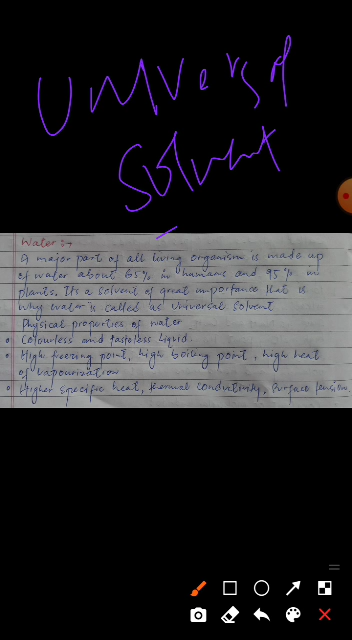 Universal
Solvent
Water :-
A major part of all living organism is made up
of water about 65% in humans and 95% in
plants. Its a solvent of great importance that is
why water is called as Universal solvent
Physical properties of water
Colourless and tasteless liquid.
High freezing point, high boiling point, high heat
of vapourization
Higher specific heat, thermal conductivity, surface tension,